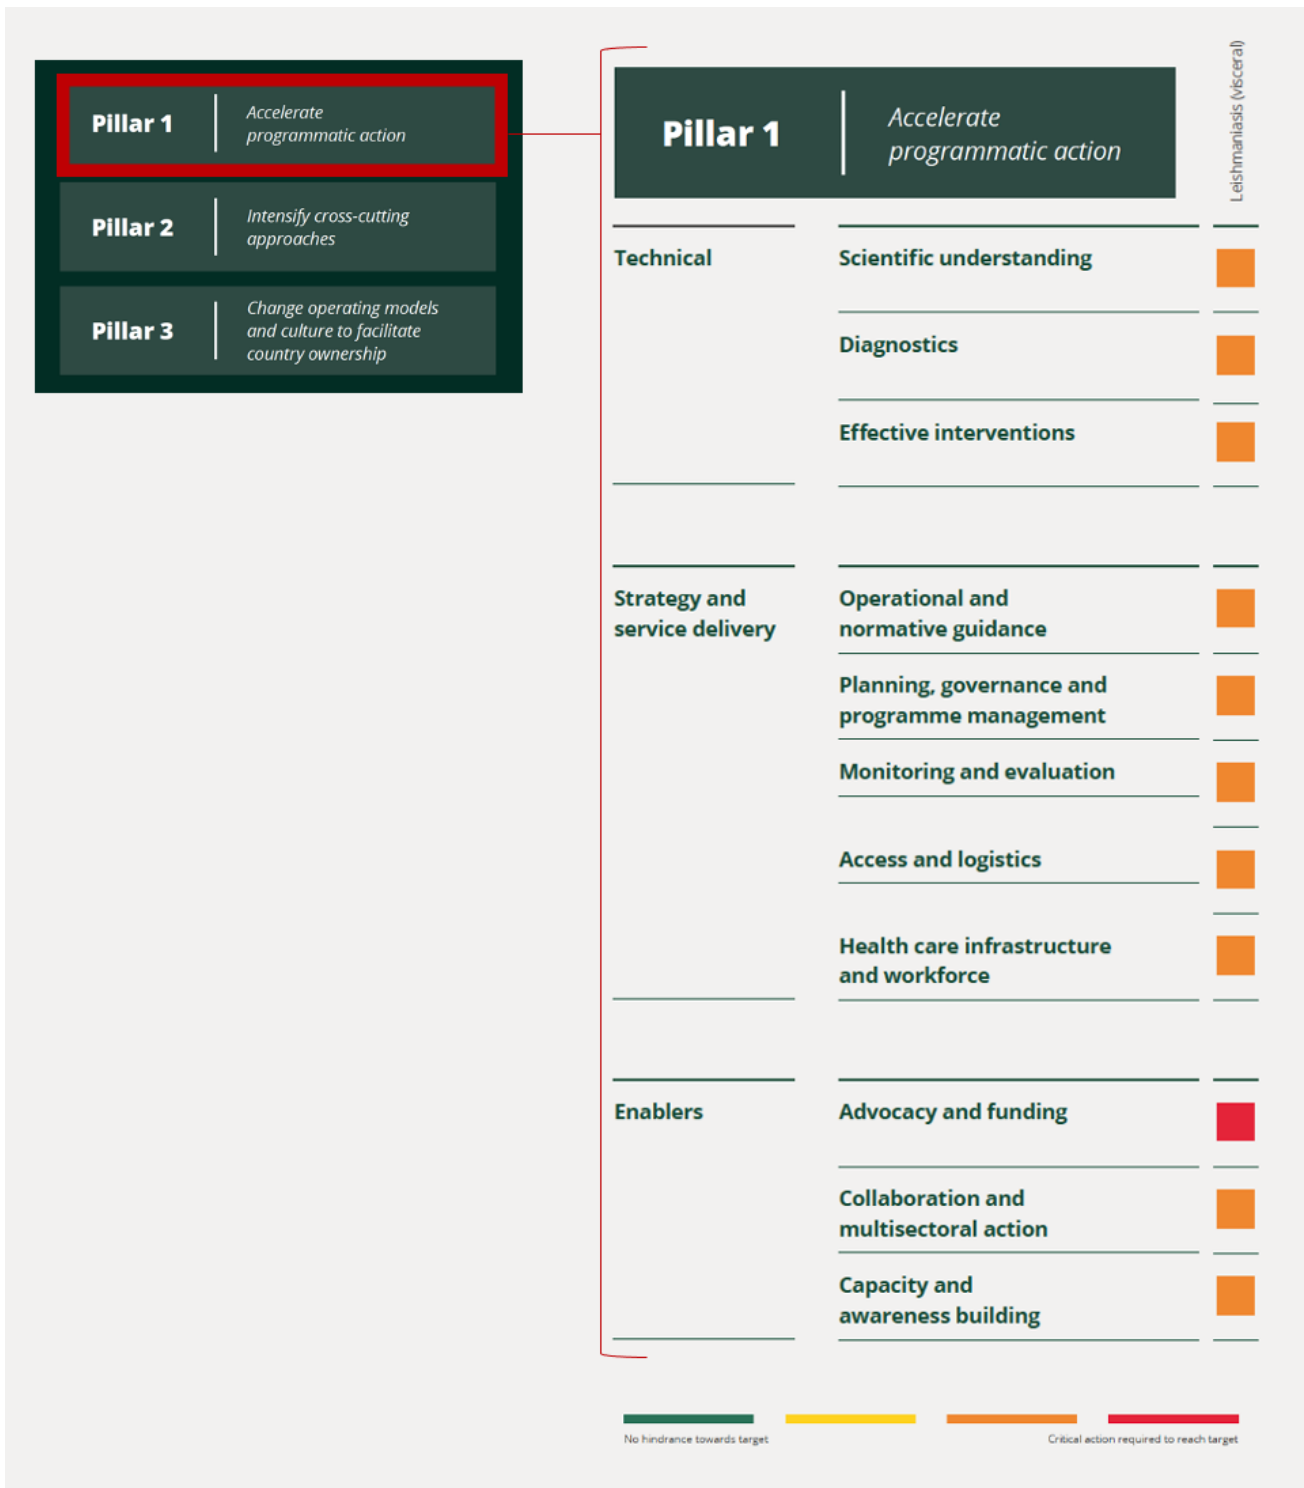 Pillar 1
Accelerate
programmatic action
Pillar 2
Intensify cross-cutting
approaches
Pillar 3
Change operating models
and culture to facilitate
country ownership
Pillar 1
Accelerate
programmatic action
Leishmaniasis (visceral)
Technical
Scientific understanding
Diagnostics
Effective interventions
Strategy and
service delivery
Operational and
normative guidance
Planning, governance and
programme management
Monitoring and evaluation
Access and logistics
Health care infrastructure
and workforce
Enablers
Advocacy and funding
Collaboration and
multisectoral action
Capacity and
awareness building
No hindrance towards target
Critical action required to reach target